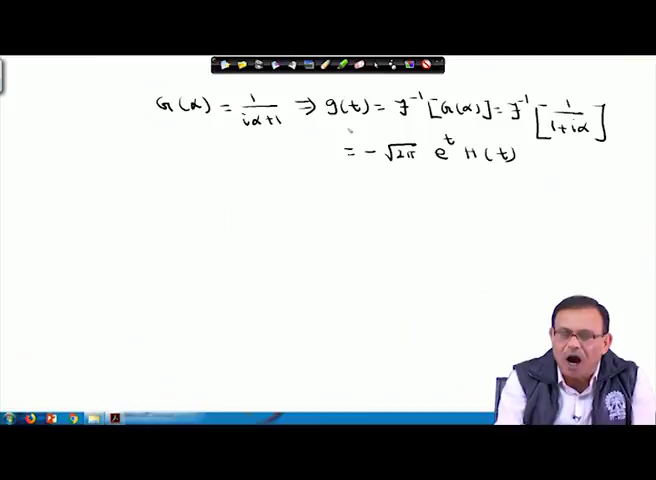 G(α) = 1/(iα+1) ⇒ g(t) = F⁻¹[G(α)] = F⁻¹[1/(1+iα)]
= - √2π e^t H(t)